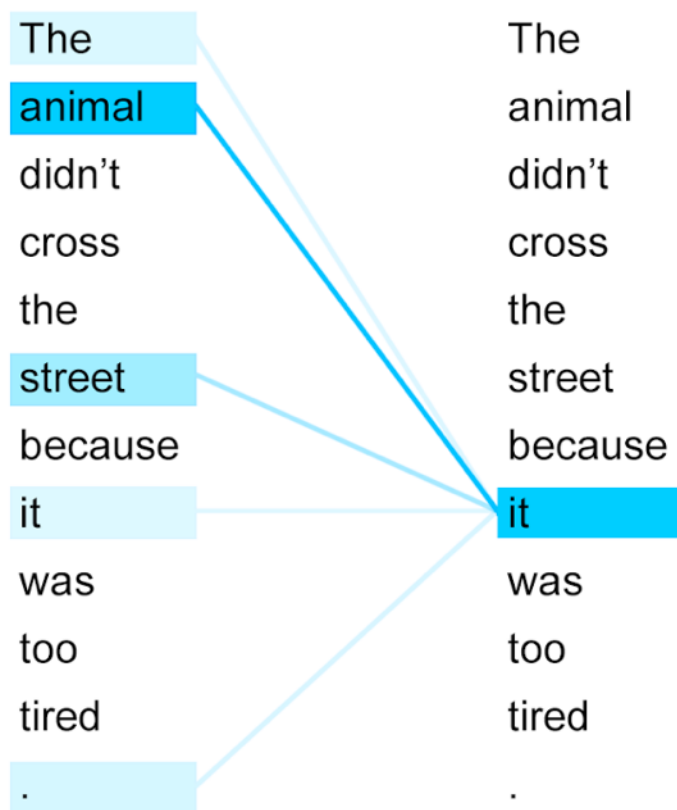 The
animal
didn’t
cross
the
street
because
it
was
too
tired
.
The
animal
didn’t
cross
the
street
because
it
was
too
tired
.